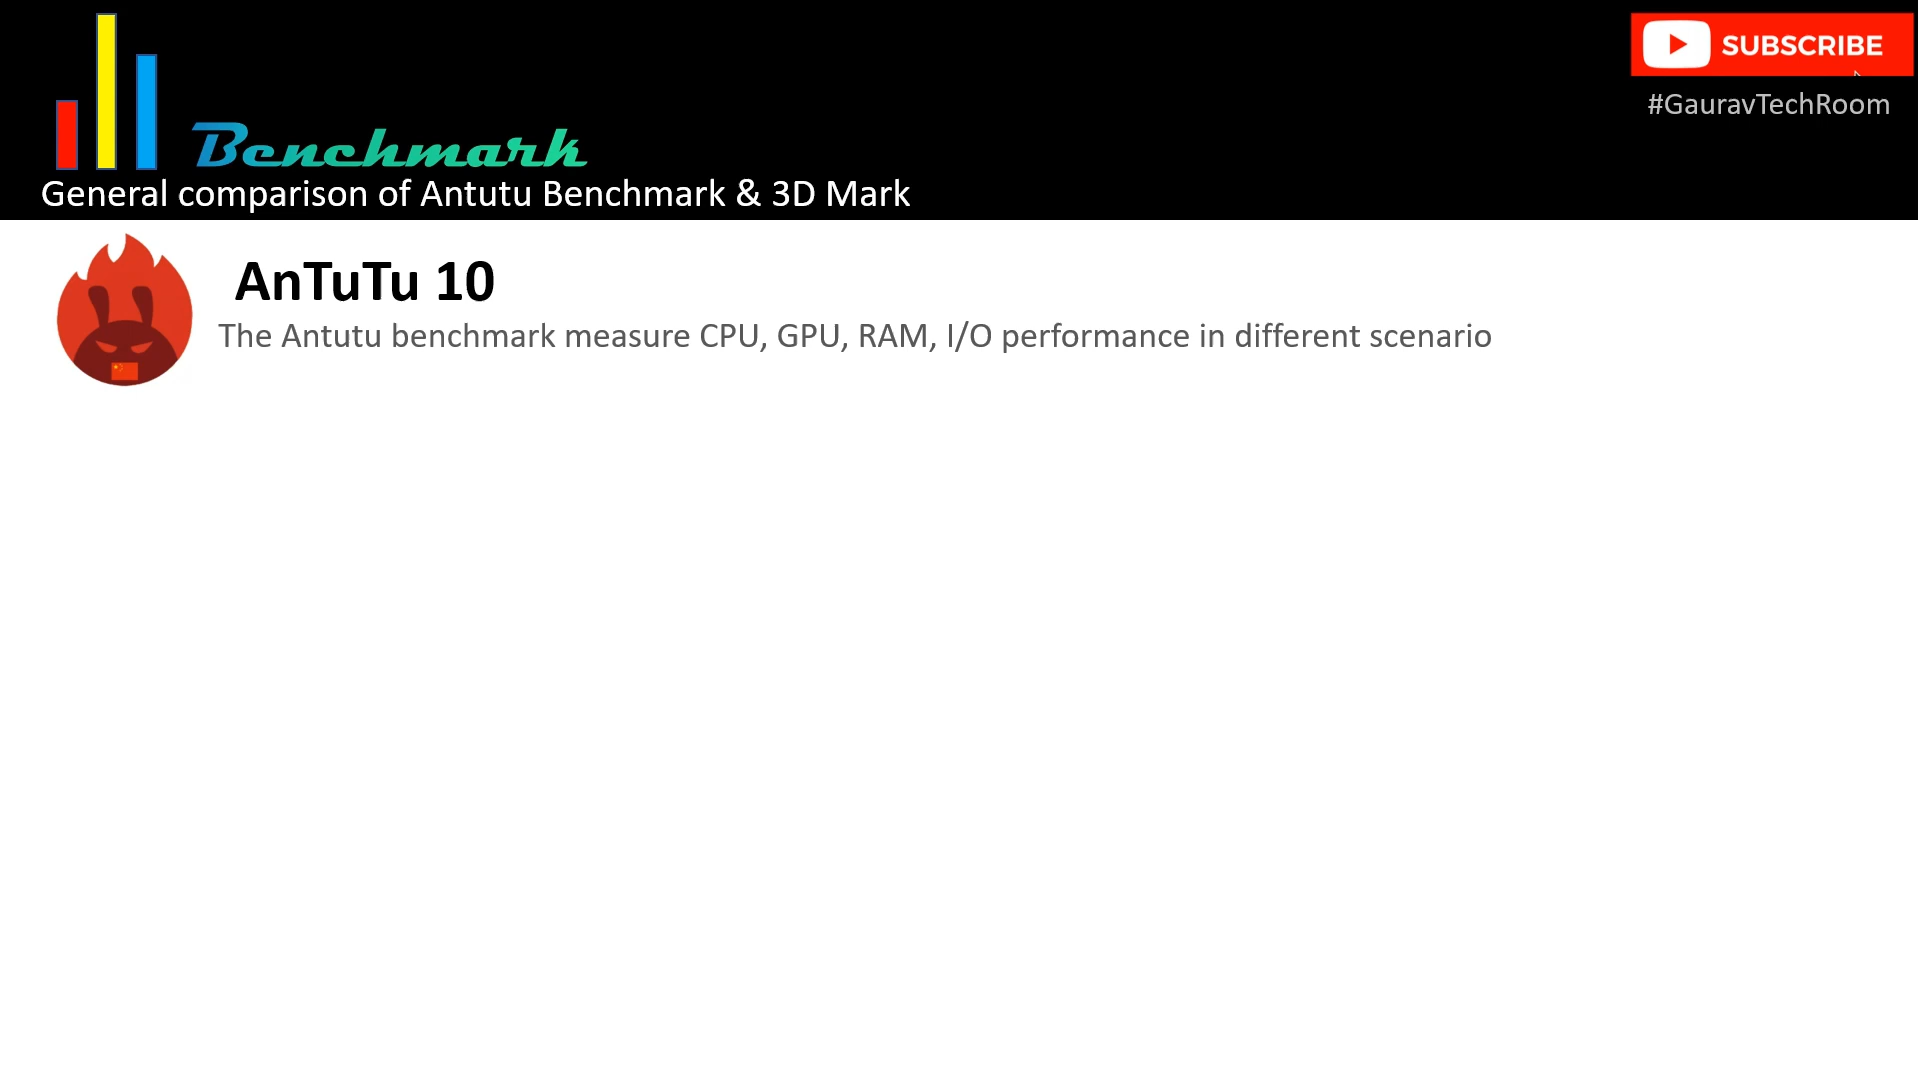 SUBSCRIBE
#GauravTechRoom
Benchmark
General comparison of Antutu Benchmark & 3D Mark
AnTuTu 10
The Antutu benchmark measure CPU, GPU, RAM, I/O performance in different scenario